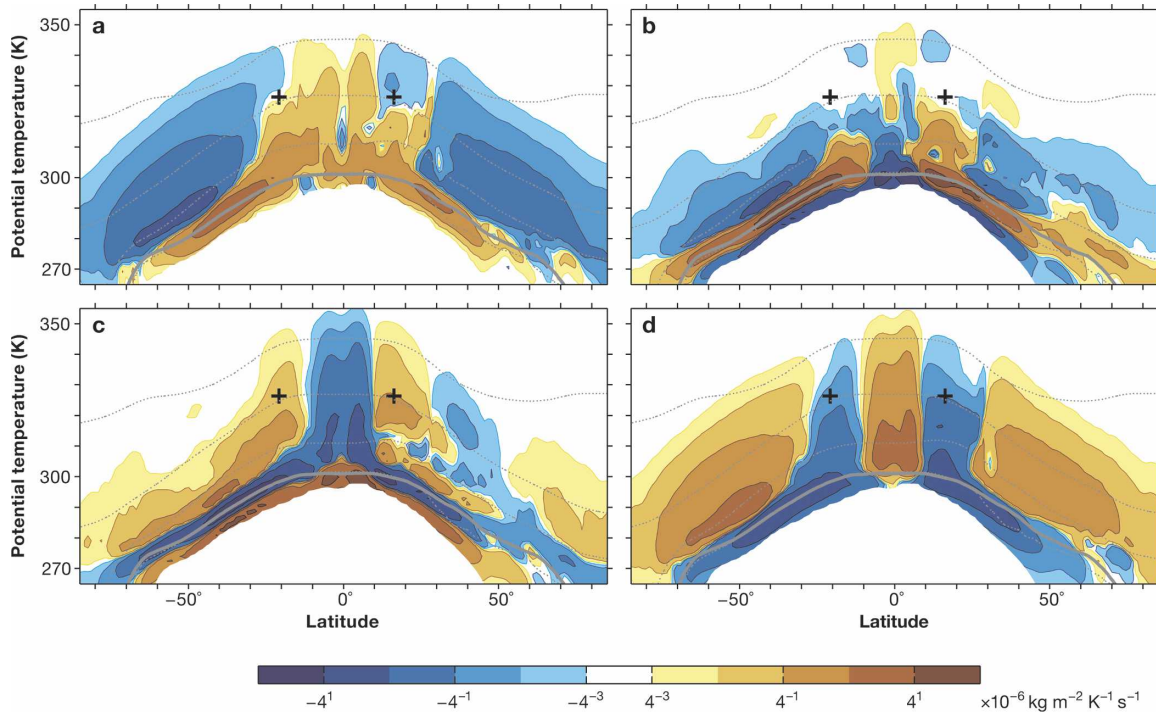 a
b
Potential temperature (K)
350
300
270
c
d
Potential temperature (K)
350
300
270
−50° 0° 50°
−50° 0° 50°
Latitude
Latitude
−4¹ −4⁻¹ −4⁻³ 4⁻³ 4⁻¹ 4¹ ×10⁻⁶ kg m⁻² K⁻¹ s⁻¹